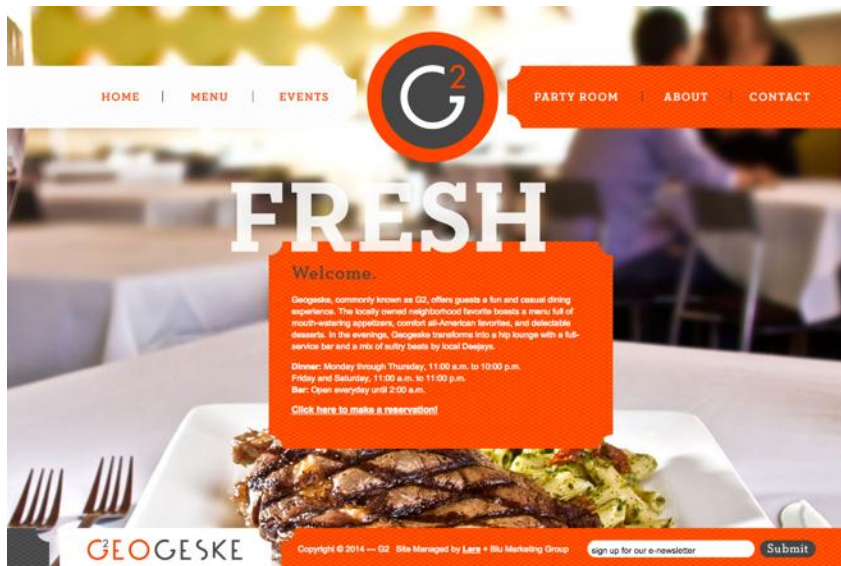 HOME | MENU | EVENTS
G2
PARTY ROOM | ABOUT | CONTACT
FRESH
Welcome.
Geogeske, commonly known as G2, offers guests a fun and casual dining
experience. The locally owned neighborhood favorite boasts a menu full of
mouth-watering appetizers, comfort all-American favorites, and delectable
desserts. In the evenings, Geogeske transforms into a hip lounge with a full-
service bar and a mix of sultry beats by local Deejays.
Dinner: Monday through Thursday, 11:00 a.m. to 10:00 p.m.
Friday and Saturday, 11:00 a.m. to 11:00 p.m.
Bar: Open everyday until 2:00 a.m.
Click here to make a reservation!
G2EOGESKE
Copyright © 2014 — G2 Site Managed by Lara + Blu Marketing Group
sign up for our e-newsletter
Submit